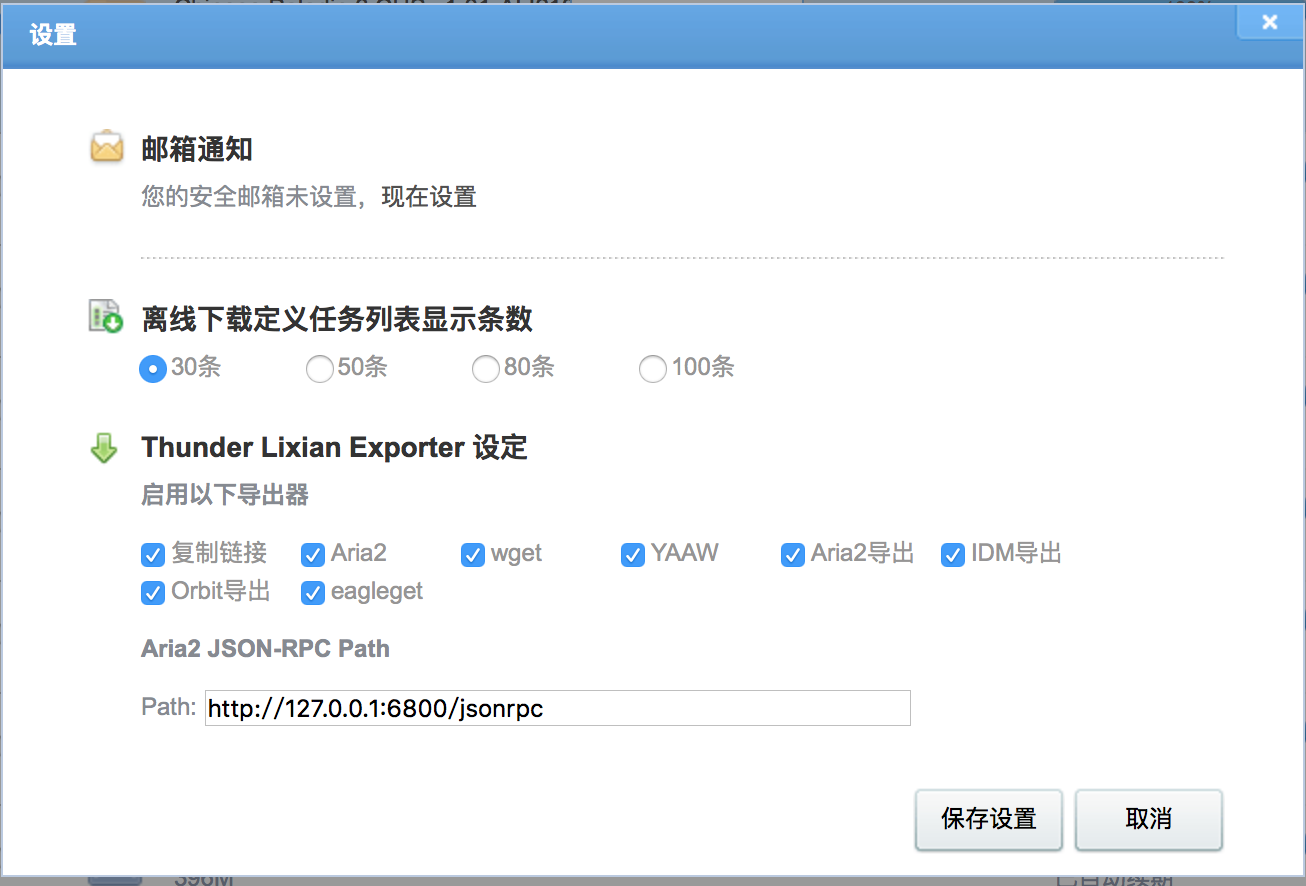 设置
邮箱通知
您的安全邮箱未设置，现在设置
离线下载定义任务列表显示条数
30条 50条 80条 100条
Thunder Lixian Exporter 设定
启用以下导出器
复制链接 Aria2 wget YAAW Aria2导出 IDM导出
Orbit导出 eagleget
Aria2 JSON-RPC Path
Path: http://127.0.0.1:6800/jsonrpc
保存设置 取消